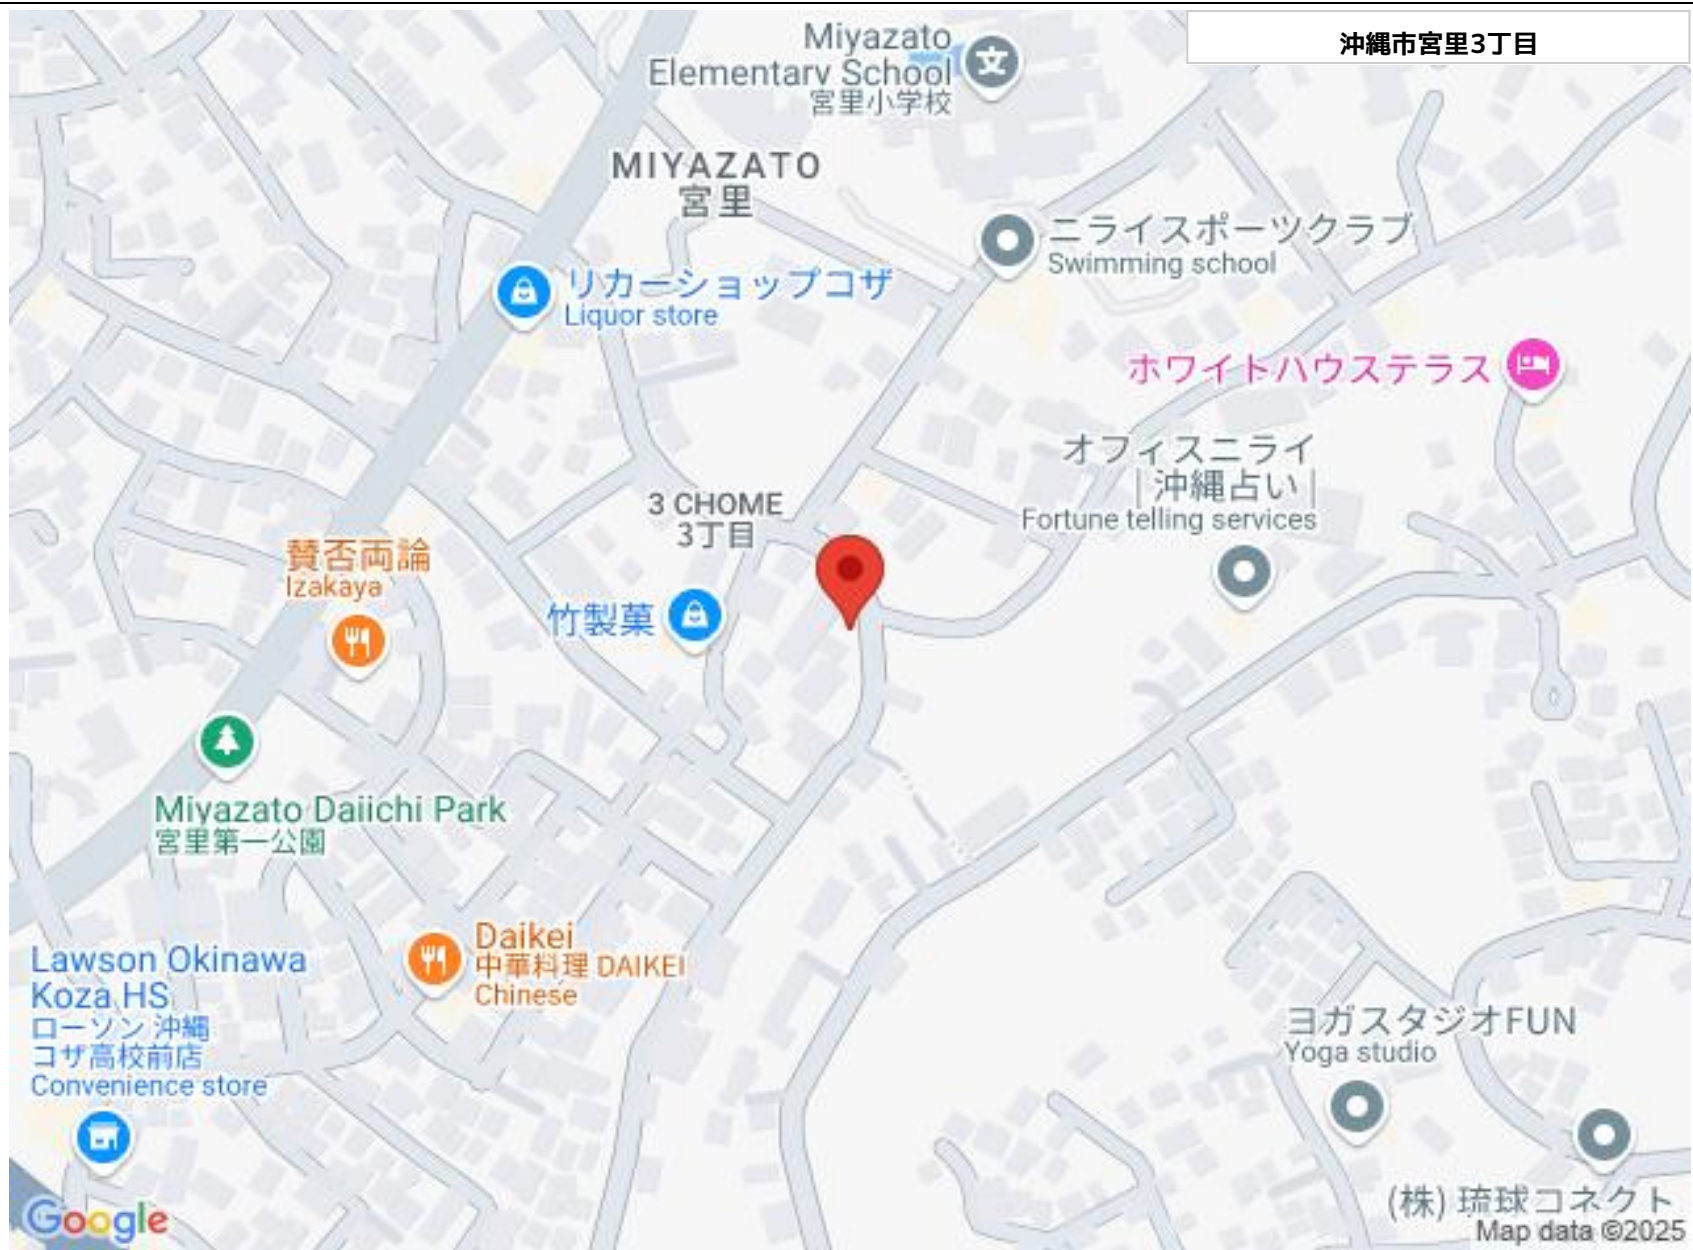 沖縄市宮里3丁目
Miyazato
Elementary School
宮里小学校
MIYAZATO
宮里
ニライスポーツクラブ
Swimming school
リカーショップコザ
Liquor store
ホワイトハウステラス
オフィスニライ
| 沖縄占い |
Fortune telling services
3 CHOME
3丁目
賛否両論
Izakaya
竹製菓
Miyazato Daiichi Park
宮里第一公園
Daikei
中華料理 DAIKEI
Chinese
Lawson Okinawa
Koza HS
ローソン 沖縄
コザ高校前店
Convenience store
ヨガスタジオFUN
Yoga studio
(株) 琉球コネクト
Google
Map data ©2025